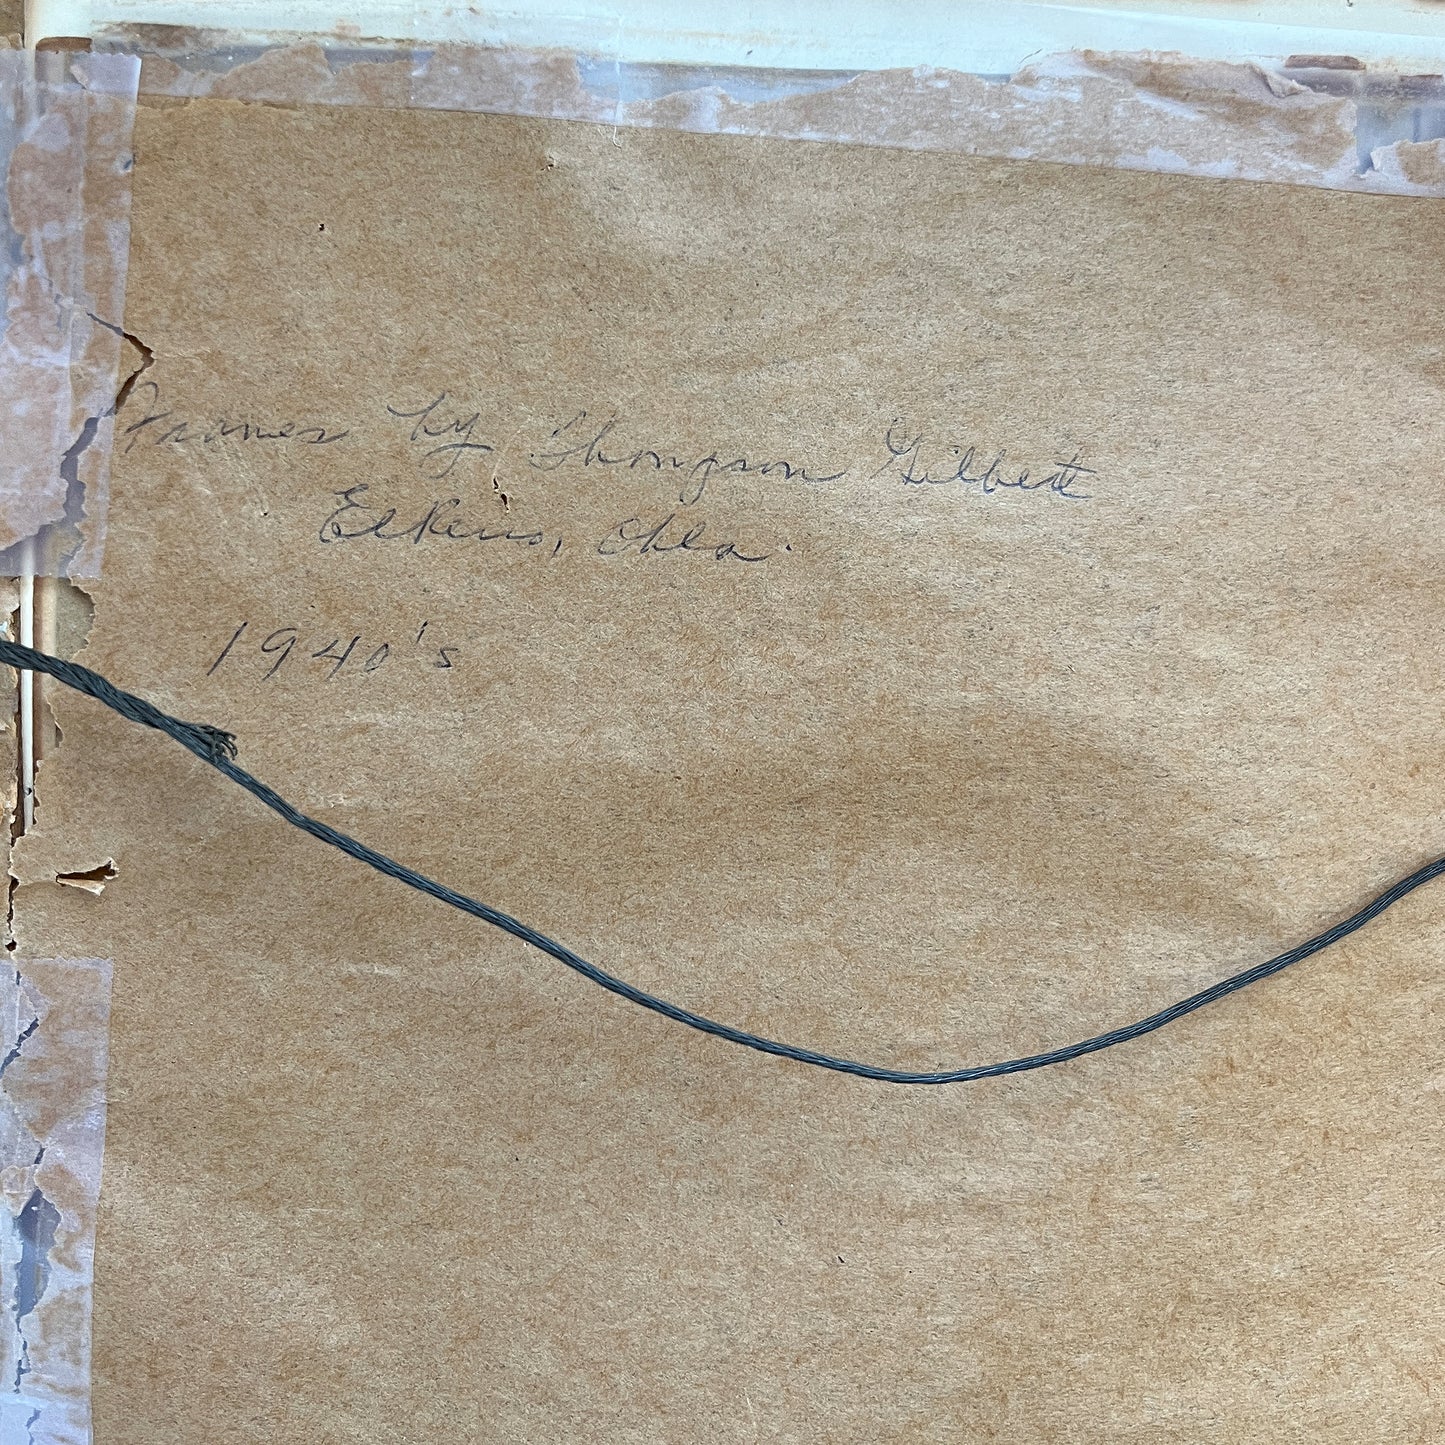 Frames by Thompson Gilbert
Elkins, Okla.
1940's